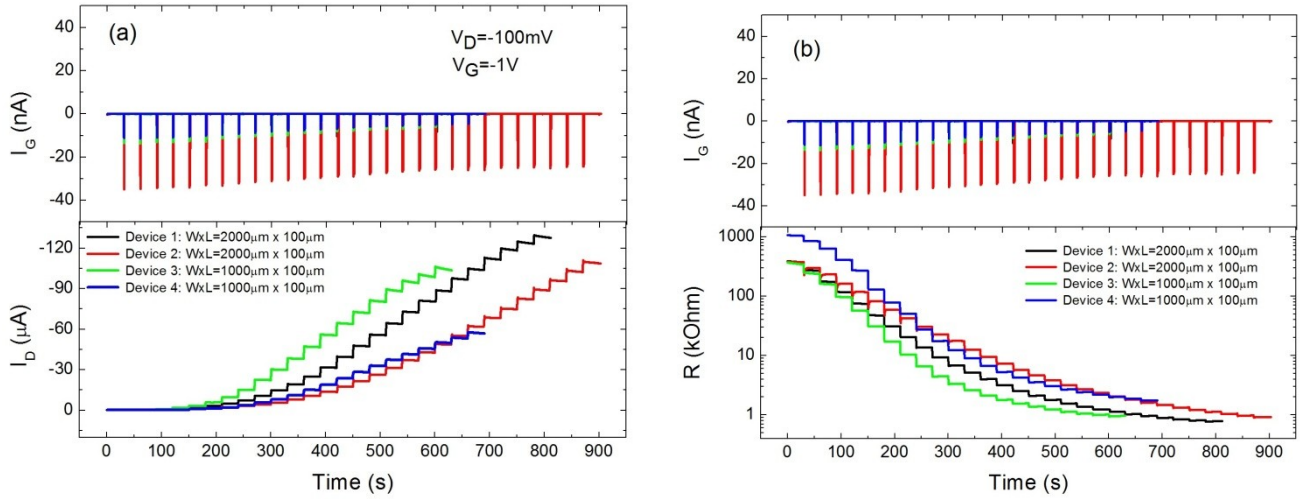 (a)
V_D=-100mV
V_G=-1V
40
20
0
-20
-40
I_G (nA)
Device 1: WxL=2000μm x 100μm
Device 2: WxL=2000μm x 100μm
Device 3: WxL=1000μm x 100μm
Device 4: WxL=1000μm x 100μm
-120
-90
-60
-30
0
I_D (μA)
0 100 200 300 400 500 600 700 800 900
Time (s)
(b)
40
20
0
-20
-40
I_G (nA)
Device 1: WxL=2000μm x 100μm
Device 2: WxL=2000μm x 100μm
Device 3: WxL=1000μm x 100μm
Device 4: WxL=1000μm x 100μm
1000
100
10
1
R (kOhm)
0 100 200 300 400 500 600 700 800 900
Time (s)